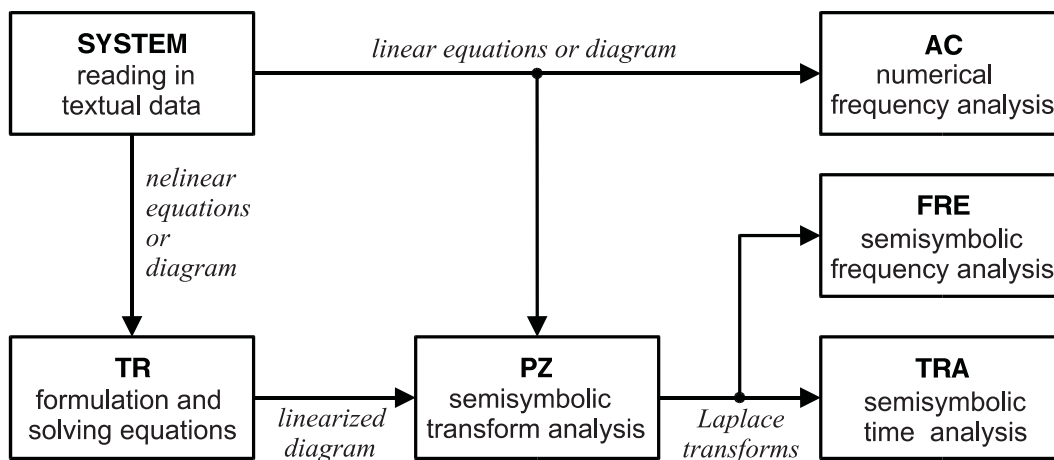 SYSTEM
reading in
textual data
linear equations or diagram
AC
numerical
frequency analysis
nelinear
equations
or
diagram
FRE
semisymbolic
frequency analysis
TR
formulation and
solving equations
linearized
diagram
PZ
semisymbolic
transform analysis
Laplace
transforms
TRA
semisymbolic
time analysis